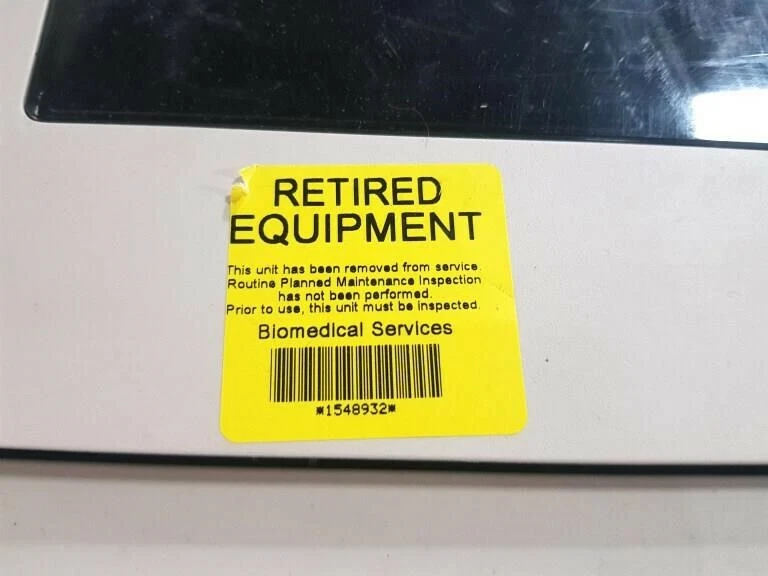 RETIRED
EQUIPMENT
This unit has been removed from service.
Routine Planned Maintenance Inspection
has not been performed.
Prior to use, this unit must be inspected.
Biomedical Services
*1548932*